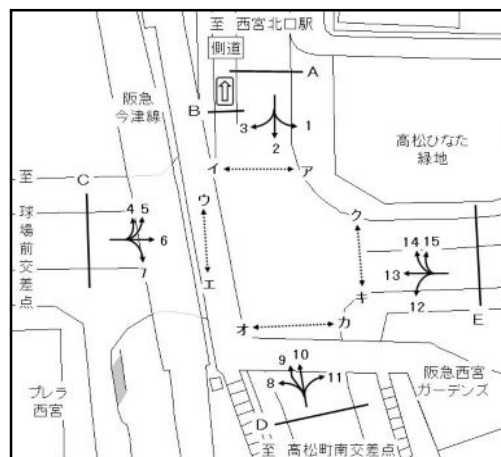 至 西宮北口駅
側道
A
阪急
今津線
B
3
1
2
高松ひなた
緑地
イ
ア
至
C
ウ
ク
球場前交差点
4
5
6
7
14
15
13
エ
キ
12
E
オ
カ
プレラ
西宮
9
10
8
11
阪急西宮
ガーデンズ
D
至 高松町南交差点